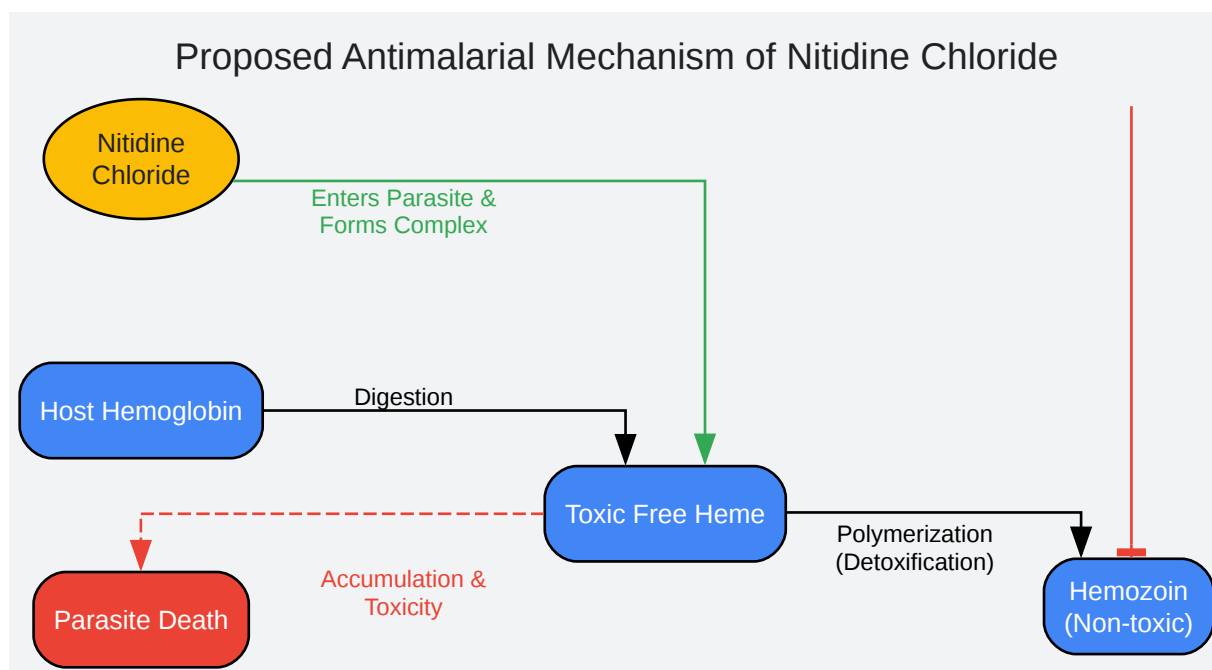 Proposed Antimalarial Mechanism of Nitidine Chloride
Nitidine
Chloride
Enters Parasite &
Forms Complex
Host Hemoglobin
Digestion
Toxic Free Heme
Polymerization
(Detoxification)
Accumulation &
Toxicity
Parasite Death
Hemozoin
(Non-toxic)